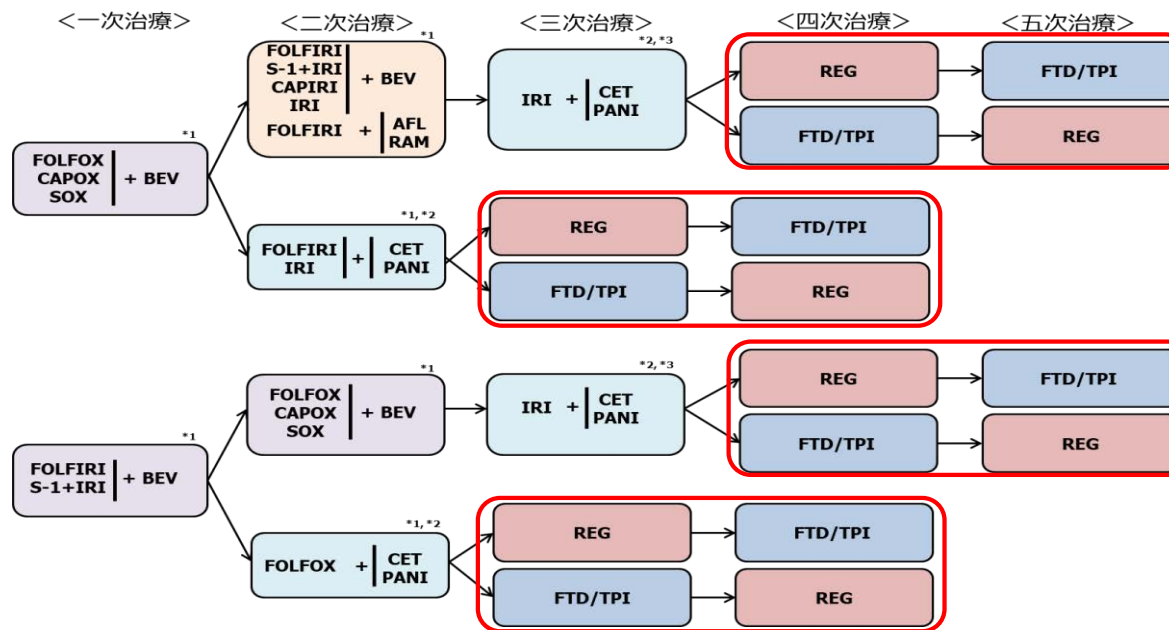 <一次治療> <二次治療> <三次治療> <四次治療> <五次治療>
*1
FOLFOX
CAPOX
SOX
+ BEV
*1
FOLFIRI
S-1+IRI
CAPIRI
IRI
+ BEV
FOLFIRI +
AFL
RAM
*2,*3
IRI +
CET
PANI
REG
FTD/TPI
FTD/TPI
REG
*1,*2
FOLFIRI
IRI
+
CET
PANI
REG
FTD/TPI
FTD/TPI
REG
*1
FOLFIRI
S-1+IRI
+ BEV
*1
FOLFOX
CAPOX
SOX
+ BEV
*2,*3
IRI +
CET
PANI
REG
FTD/TPI
FTD/TPI
REG
*1,*2
FOLFOX +
CET
PANI
REG
FTD/TPI
FTD/TPI
REG